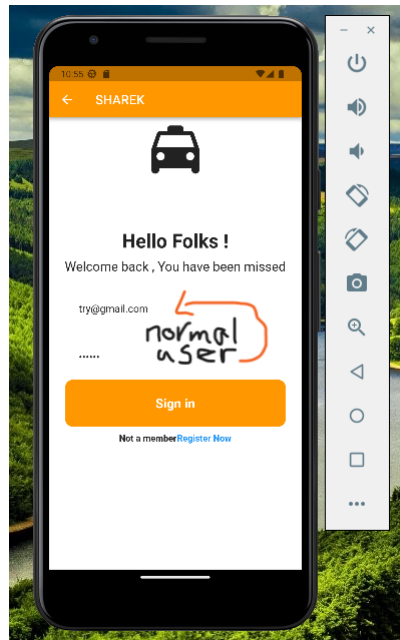 10:55
SHAREK
Hello Folks !
Welcome back , You have been missed
try@gmail.com
normal
user
......
Sign in
Not a memberRegister Now